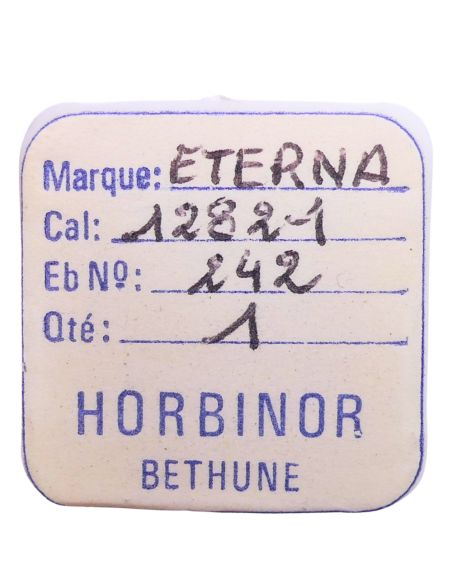 Marque: ETERNA
Cal: 1282-1
Eb Nº: 242
Qté: 1
HORBINOR
BETHUNE